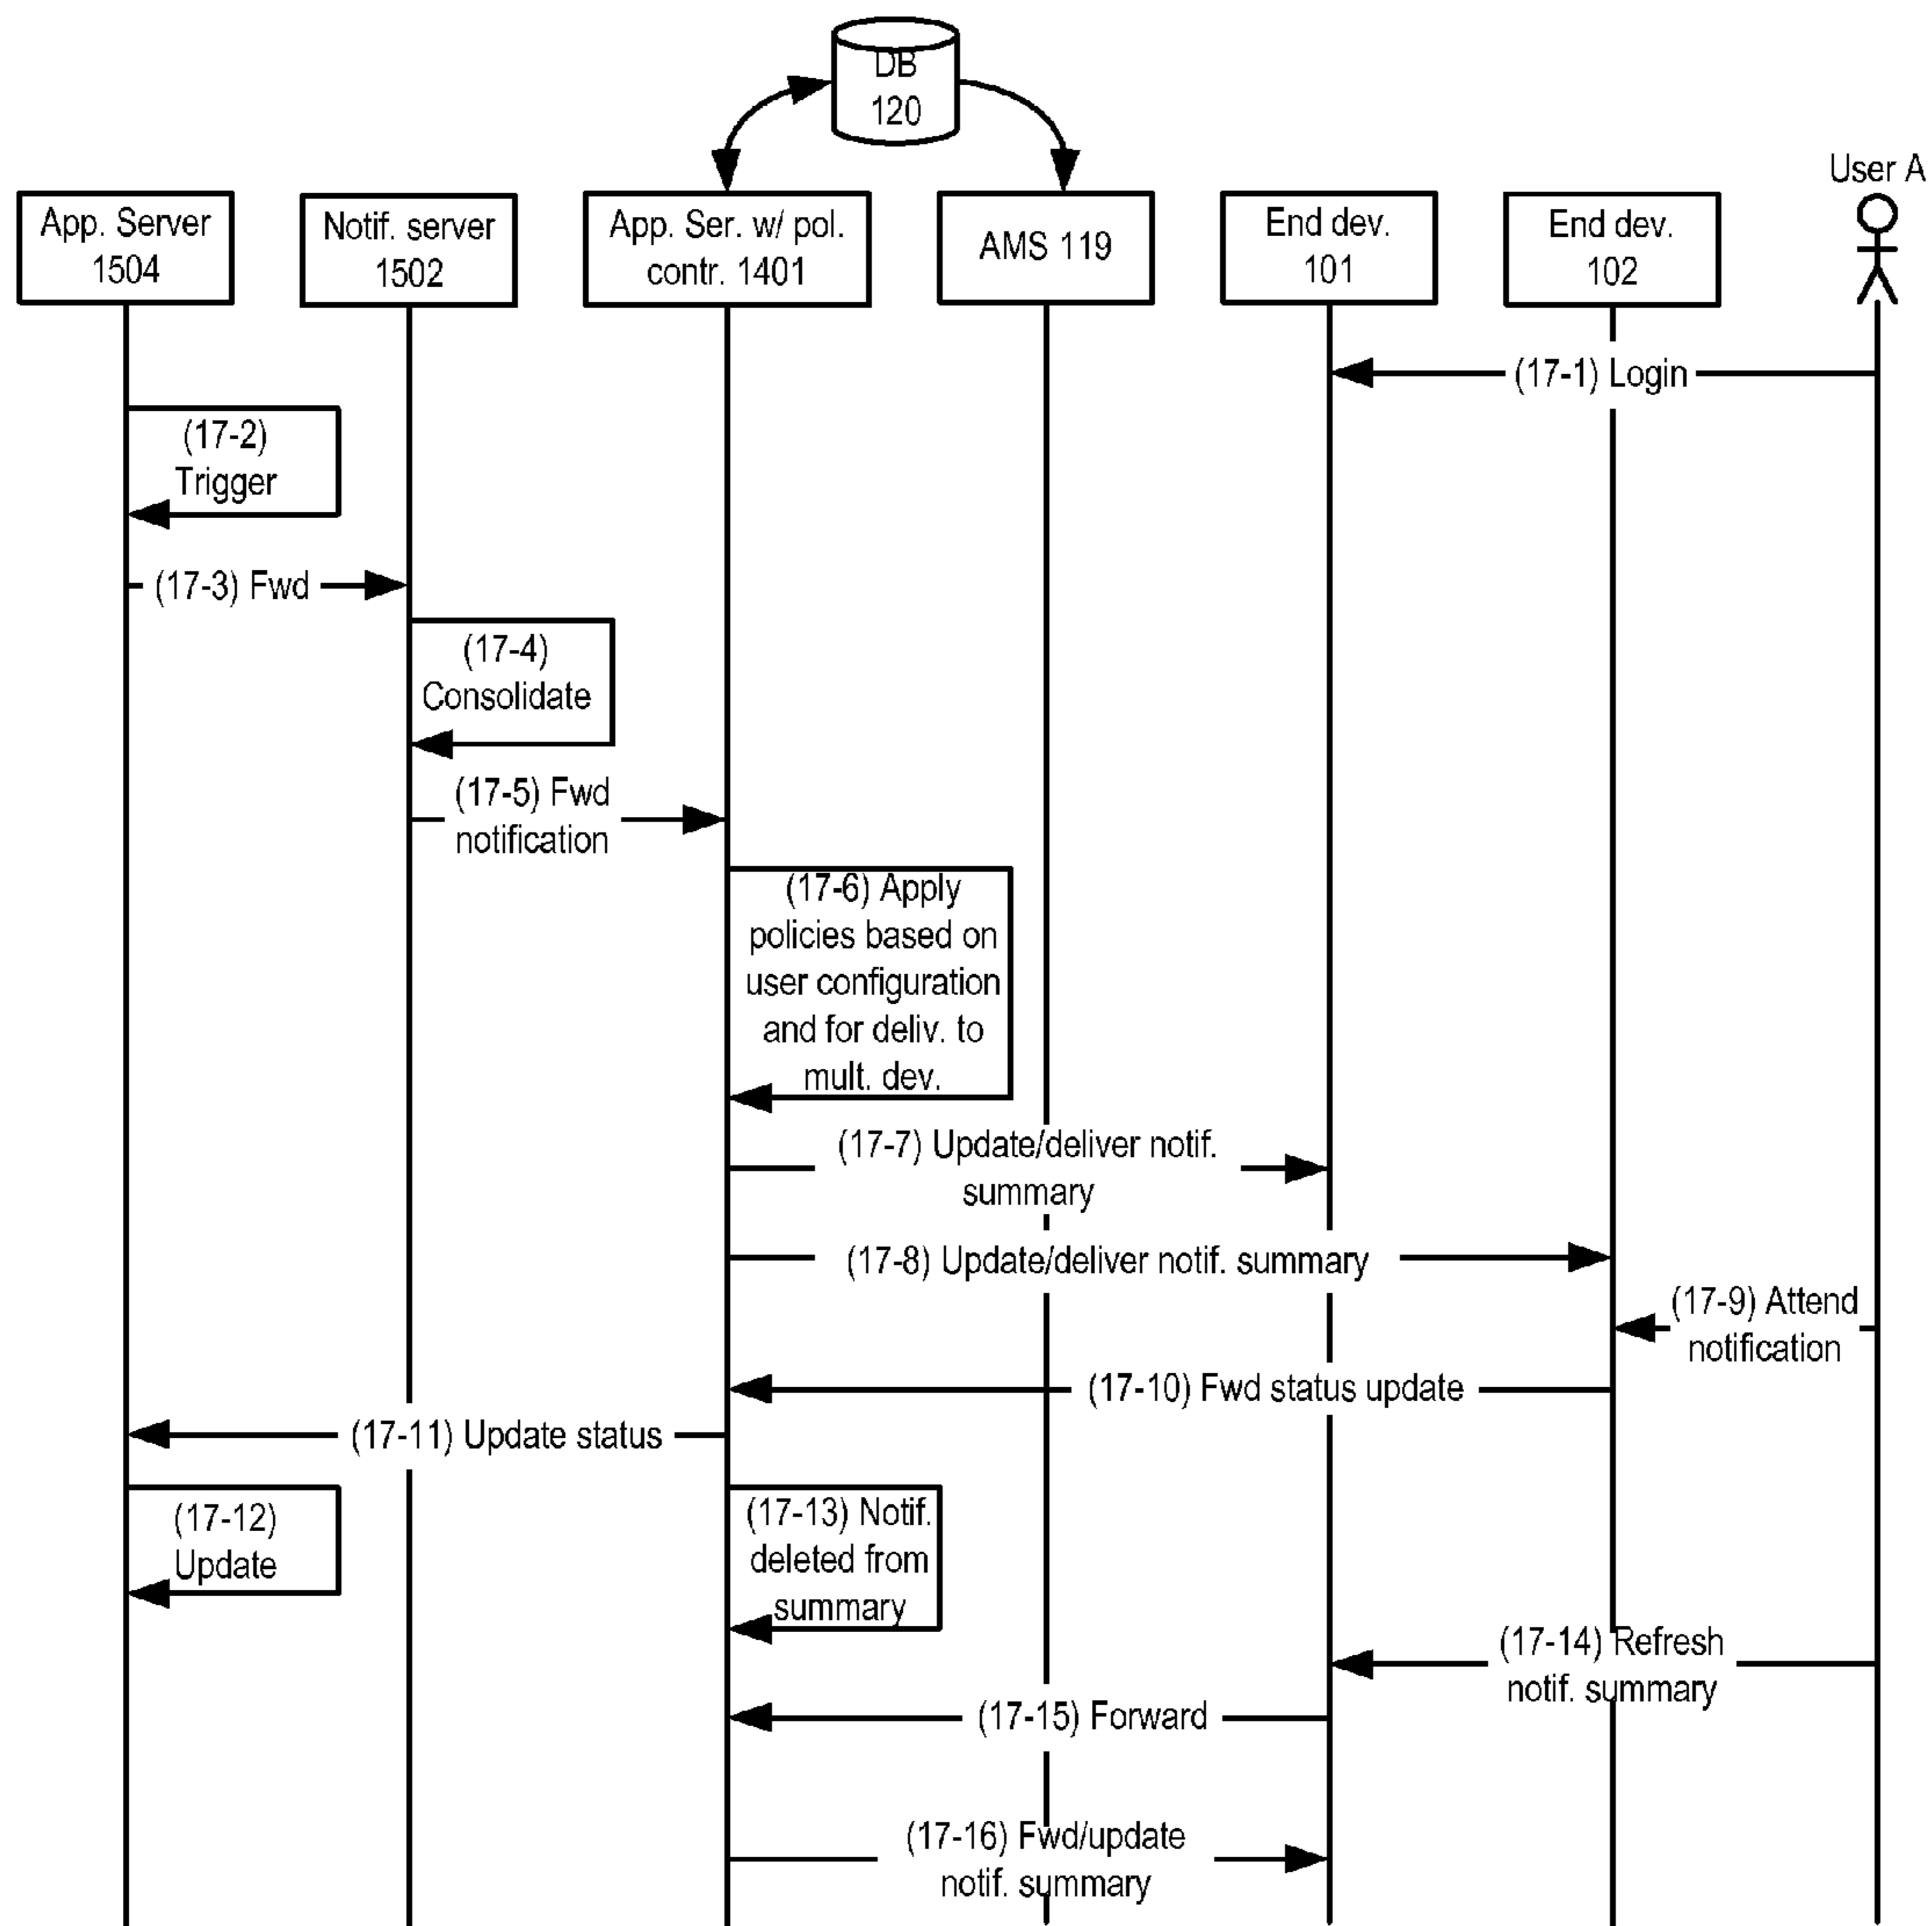 DB
120
User A
App. Server
1504
Notif. server
1502
App. Ser. w/ pol.
contr. 1401
AMS 119
End dev.
101
End dev.
102
(17-1) Login
(17-2)
Trigger
(17-3) Fwd
(17-4)
Consolidate
(17-5) Fwd
notification
(17-6) Apply
policies based on
user configuration
and for deliv. to
mult. dev.
(17-7) Update/deliver notif.
summary
(17-8) Update/deliver notif. summary
(17-9) Attend
notification
(17-10) Fwd status update
(17-11) Update status
(17-12)
Update
(17-13) Notif.
deleted from
summary
(17-14) Refresh
notif. summary
(17-15) Forward
(17-16) Fwd/update
notif. summary